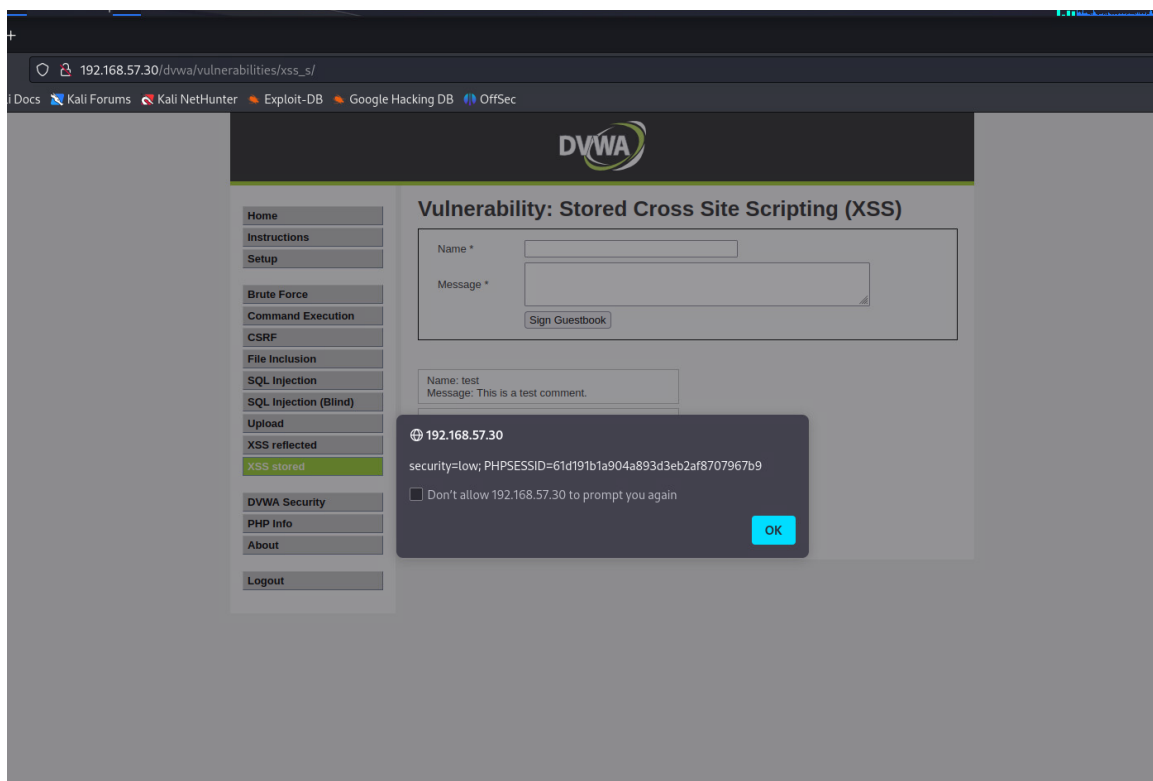 +
192.168.57.30/dvwa/vulnerabilities/xss_s/
i Docs Kali Forums Kali NetHunter Exploit-DB Google Hacking DB OffSec
DVWA
Home
Instructions
Setup
Brute Force
Command Execution
CSRF
File Inclusion
SQL Injection
SQL Injection (Blind)
Upload
XSS reflected
XSS stored
DVWA Security
PHP Info
About
Logout
Vulnerability: Stored Cross Site Scripting (XSS)
Name *
Message *
Sign Guestbook
Name: test
Message: This is a test comment.
192.168.57.30
security=low; PHPSESSID=61d191b1a904a893d3eb2af8707967b9
Don't allow 192.168.57.30 to prompt you again
OK